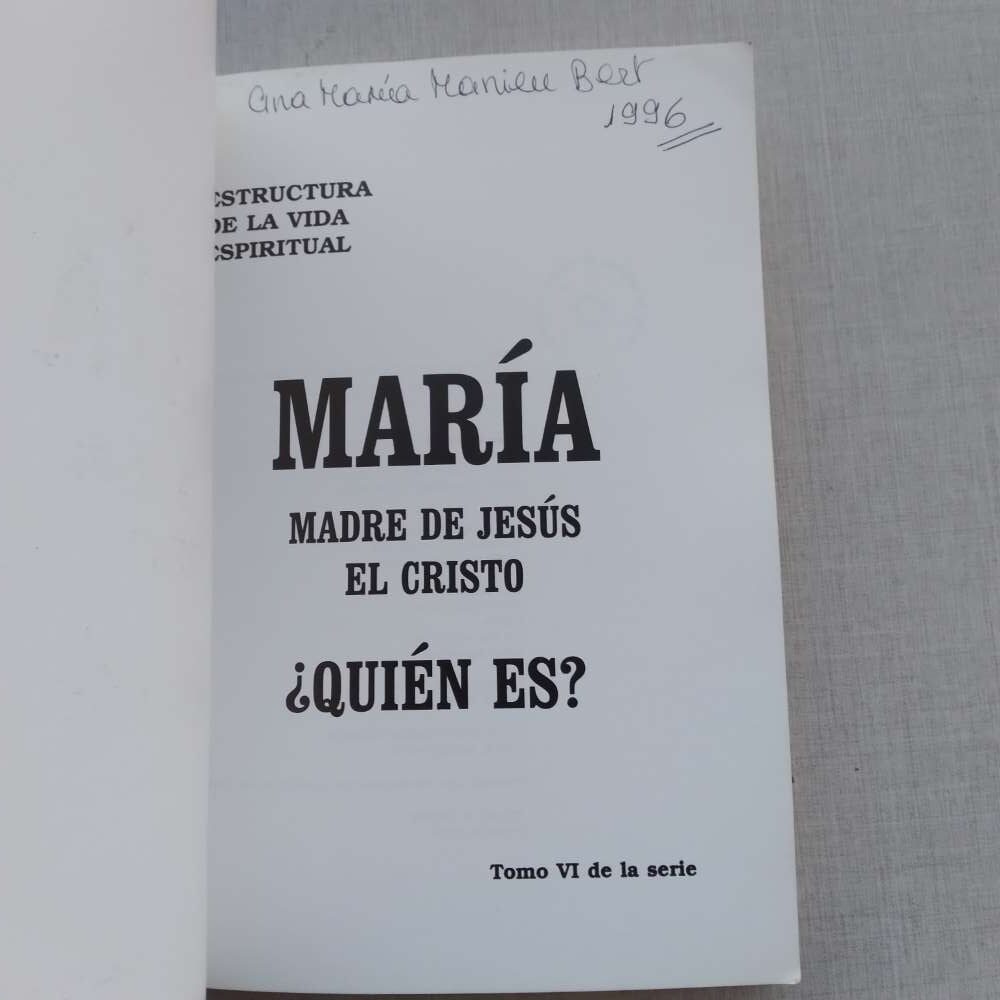 Ana María Manieu Bert
1996
ESTRUCTURA
DE LA VIDA
ESPIRITUAL
MARÍA
MADRE DE JESÚS
EL CRISTO
¿QUIÉN ES?
Tomo VI de la serie